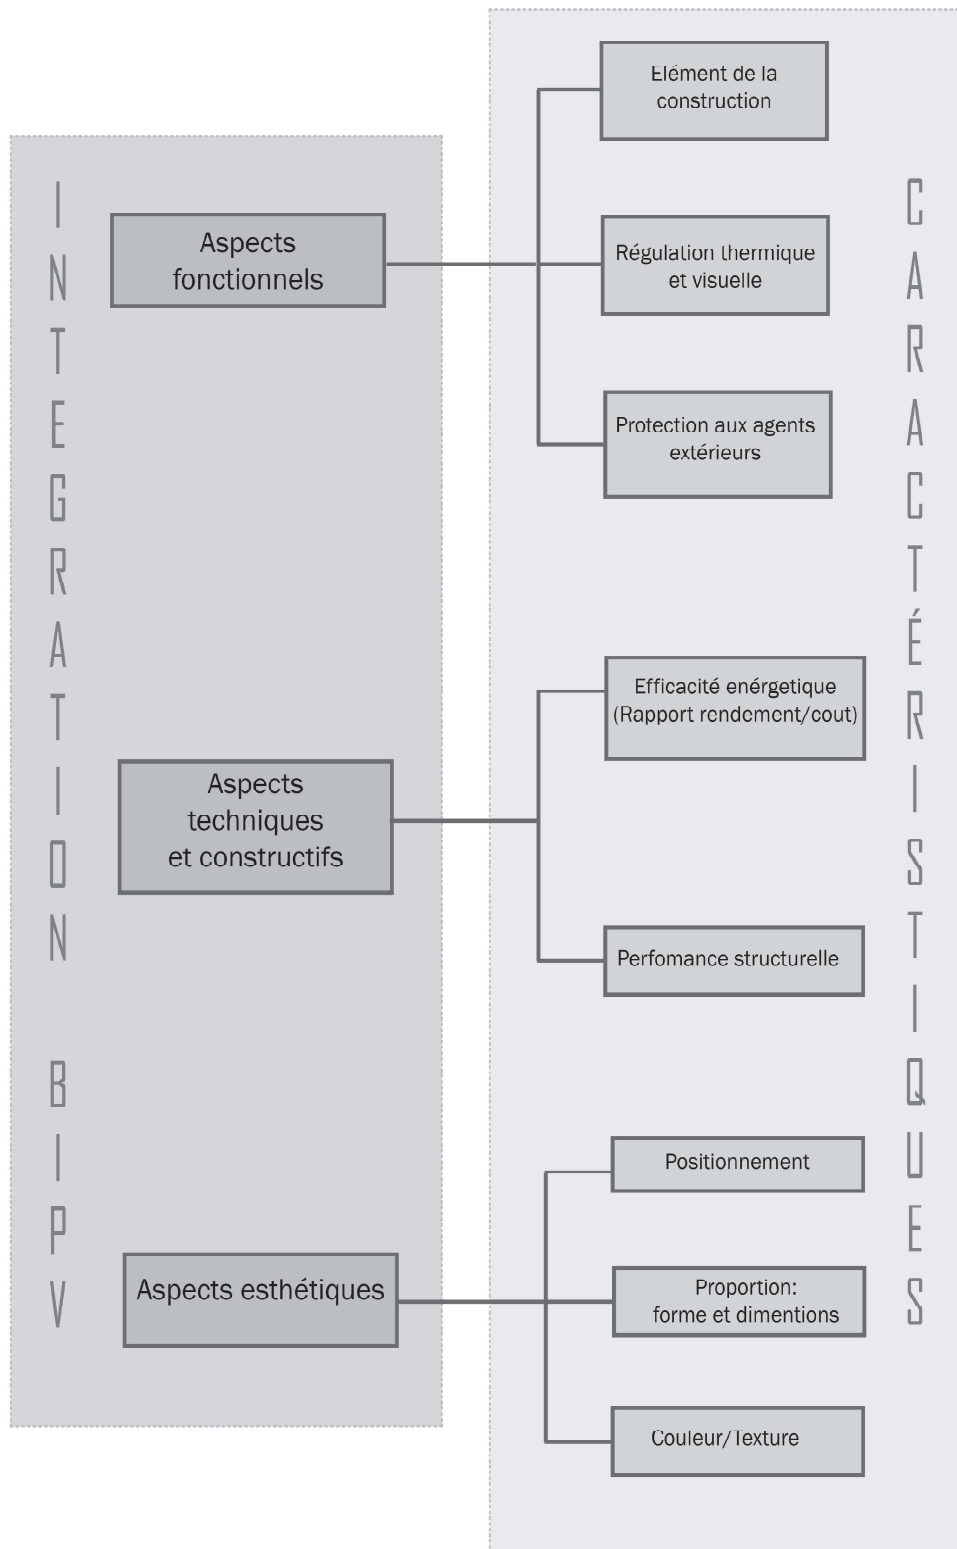 INTEGRATION BIPV
Aspects
fonctionnels
Elément de la
construction
Régulation thermique
et visuelle
Protection aux agents
extérieurs
Aspects
techniques
et constructifs
Efficacité enérgetique
(Rapport rendement/cout)
Perfomance structurelle
Aspects esthétiques
Positionnement
Proportion:
forme et dimentions
Couleur/Texture
CARACTÉRISTIQUES